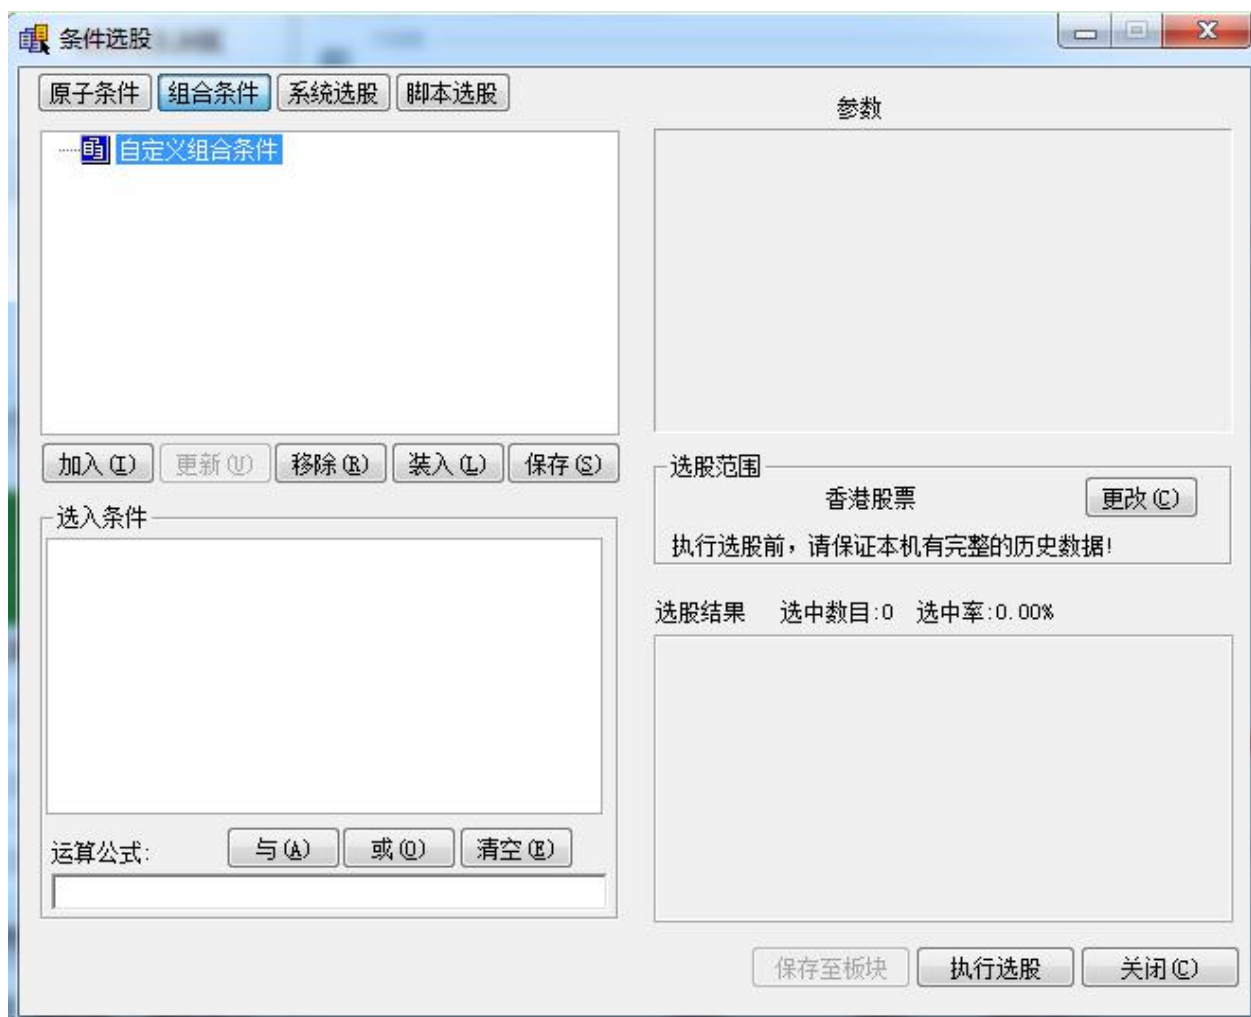 条件选股
原子条件 组合条件 系统选股 脚本选股
参数
自定义组合条件
加入(I) 更新(U) 移除(R) 装入(L) 保存(S)
选股范围
香港股票 更改(C)
执行选股前，请保证本机有完整的历史数据!
选入条件
选股结果 选中数目:0 选中率:0.00%
运算公式: 与(A) 或(O) 清空(E)
保存至板块 执行选股 关闭(C)